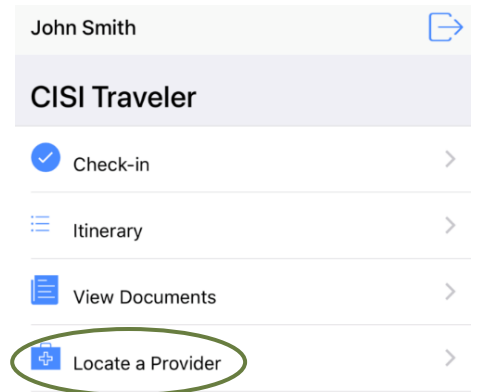 John Smith
CISI Traveler
Check-in
Itinerary
View Documents
Locate a Provider